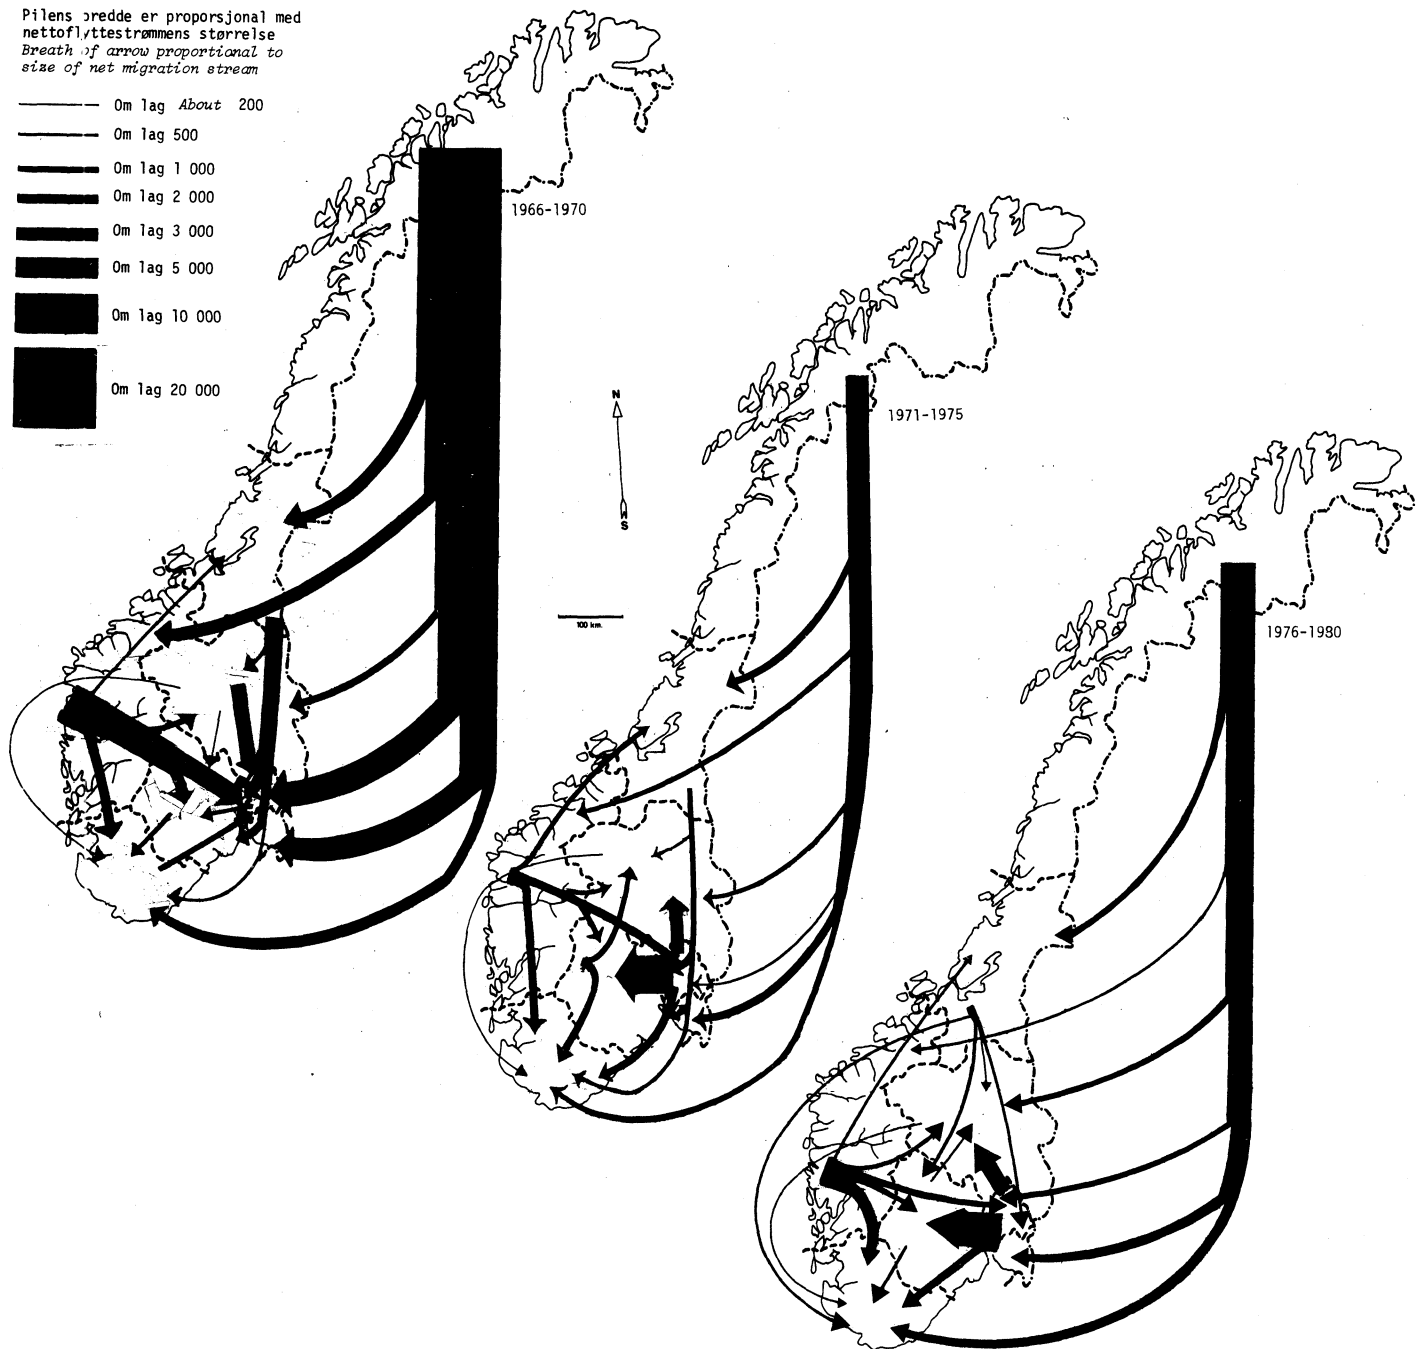 Pilens bredde er proporsjonal med
nettoflyttestrømmens størrelse
Breath of arrow proportional to
size of net migration stream
Om lag About 200
Om lag 500
Om lag 1 000
Om lag 2 000
Om lag 3 000
Om lag 5 000
Om lag 10 000
Om lag 20 000
1966-1970
N
S
100 km.
1971-1975
1976-1980